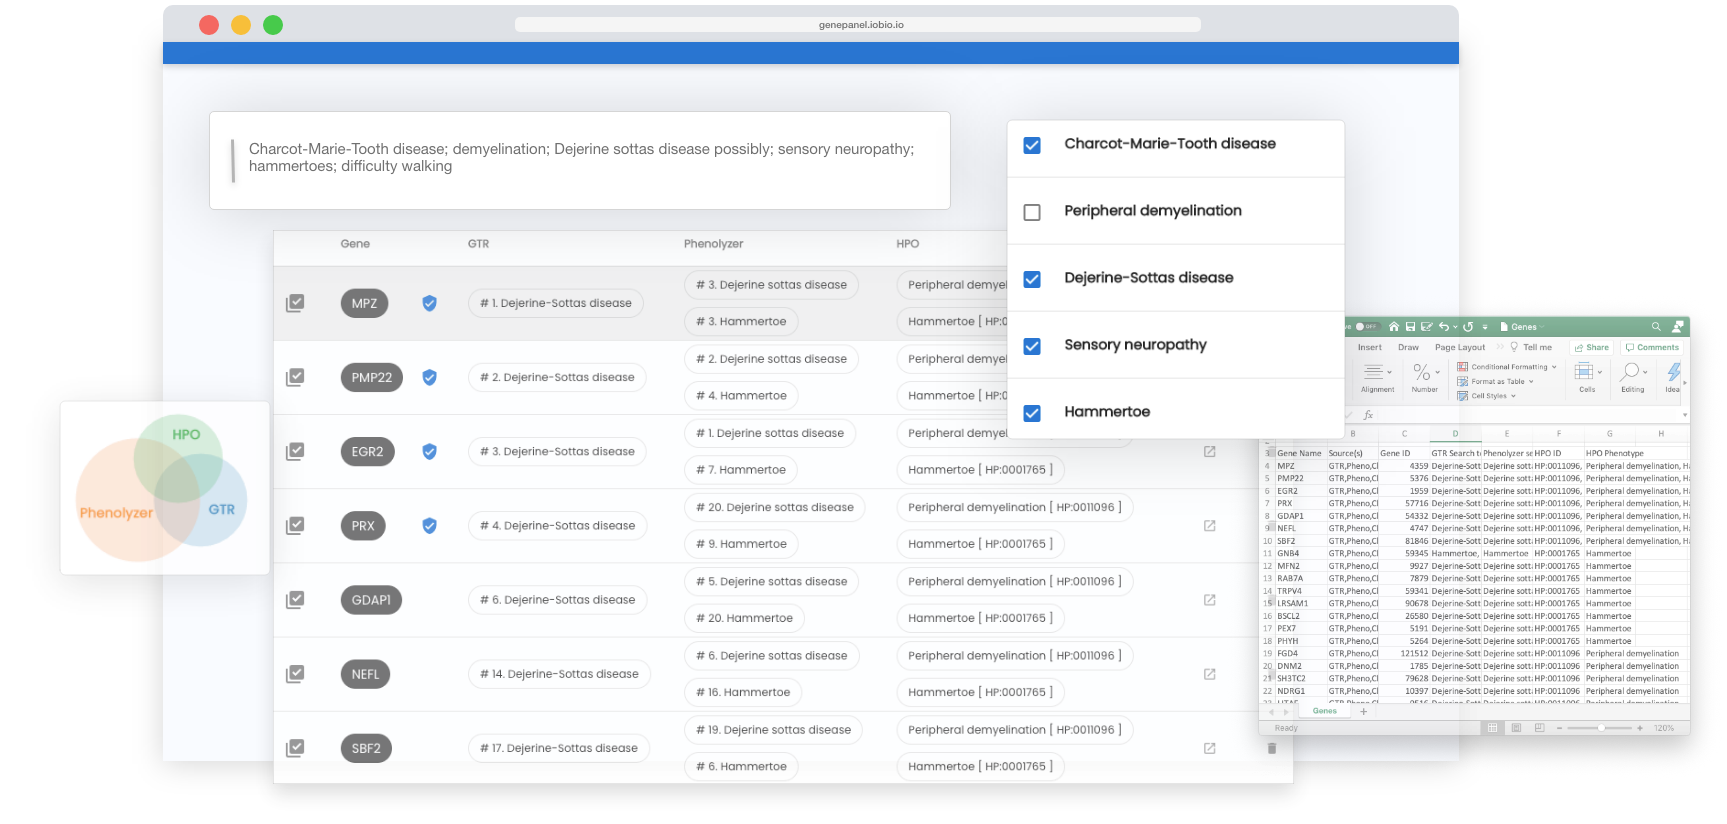 genepanel.iobio.io
Charcot-Marie-Tooth disease; demyelination; Dejerine sottas disease possibly; sensory neuropathy;
hammertoes; difficulty walking
Charcot-Marie-Tooth disease
Peripheral demyelination
Dejerine-Sottas disease
Sensory neuropathy
Hammertoe
Gene GTR Phenolyzer HPO
MPZ # 1. Dejerine-Sottas disease # 3. Dejerine sottas disease Peripheral demyel
# 3. Hammertoe Hammertoe [ HP:0
PMP22 # 2. Dejerine-Sottas disease # 2. Dejerine sottas disease Peripheral demyel
# 4. Hammertoe Hammertoe [ HP:0
EGR2 # 3. Dejerine-Sottas disease # 1. Dejerine sottas disease Peripheral demyel
# 7. Hammertoe Hammertoe [ HP:0001765 ]
PRX # 4. Dejerine-Sottas disease # 20. Dejerine sottas disease Peripheral demyelination [ HP:0011096 ]
# 9. Hammertoe Hammertoe [ HP:0001765 ]
GDAP1 # 6. Dejerine-Sottas disease # 5. Dejerine sottas disease Peripheral demyelination [ HP:0011096 ]
# 20. Hammertoe Hammertoe [ HP:0001765 ]
NEFL # 14. Dejerine-Sottas disease # 6. Dejerine sottas disease Peripheral demyelination [ HP:0011096 ]
# 16. Hammertoe Hammertoe [ HP:0001765 ]
SBF2 # 17. Dejerine-Sottas disease # 19. Dejerine sottas disease Peripheral demyelination [ HP:0011096 ]
# 6. Hammertoe Hammertoe [ HP:0001765 ]
HPO
Phenolyzer
GTR
OFF Genes
Insert Draw Page Layout Tell me Share Comments
Alignment Number Conditional Formatting Format as Table Cell Styles Cells Editing Idea
fx
B C D E F G H
3 Gene Name Source(s) Gene ID GTR Search t Phenolyzer se HPO ID HPO Phenotype
4 MPZ GTR,Pheno,Cl 4359 Dejerine-Sott Dejerine sott HP:0011096, Peripheral demyelination, H
5 PMP22 GTR,Pheno,Cl 5376 Dejerine-Sott Dejerine sott HP:0011096, Peripheral demyelination, H
6 EGR2 GTR,Pheno,Cl 1959 Dejerine-Sott Dejerine sott HP:0011096, Peripheral demyelination, H
7 PRX GTR,Pheno,Cl 57716 Dejerine-Sott Dejerine sott HP:0011096, Peripheral demyelination, H
8 GDAP1 GTR,Pheno,Cl 54332 Dejerine-Sott Dejerine sott HP:0011096, Peripheral demyelination, H
9 NEFL GTR,Pheno,Cl 4747 Dejerine-Sott Dejerine sott HP:0011096, Peripheral demyelination, H
10 SBF2 GTR,Pheno,Cl 81846 Dejerine-Sott Dejerine sott HP:0011096, Peripheral demyelination, H
11 GNB4 GTR,Pheno,Cl 59345 Hammertoe, Hammertoe HP:0001765 Hammertoe
12 MFN2 GTR,Pheno,Cl 9927 Dejerine-Sott Dejerine sott HP:0001765 Hammertoe
13 RAB7A GTR,Pheno,Cl 7879 Dejerine-Sott Dejerine sott HP:0001765 Hammertoe
14 TRPV4 GTR,Pheno,Cl 59341 Dejerine-Sott Dejerine sott HP:0001765 Hammertoe
15 LRSAM1 GTR,Pheno,Cl 90678 Dejerine-Sott Dejerine sott HP:0001765 Hammertoe
16 BSCL2 GTR,Pheno,Cl 26580 Dejerine-Sott Dejerine sott HP:0001765 Hammertoe
17 PEX7 GTR,Pheno,Cl 5191 Dejerine-Sott Dejerine sott HP:0001765 Hammertoe
18 PHYH GTR,Pheno,Cl 5264 Dejerine-Sott Dejerine sott HP:0001765 Hammertoe
19 FGD4 GTR,Pheno,Cl 121512 Dejerine-Sott Dejerine sott HP:0011096 Peripheral demyelination
20 DNM2 GTR,Pheno,Cl 1785 Dejerine-Sott Dejerine sott HP:0011096 Peripheral demyelination
21 SH3TC2 GTR,Pheno,Cl 79628 Dejerine-Sott Dejerine sott HP:0011096 Peripheral demyelination
22 NDRG1 GTR,Pheno,Cl 10397 Dejerine-Sott Dejerine sott HP:0011096 Peripheral demyelination
Genes
Ready 120%